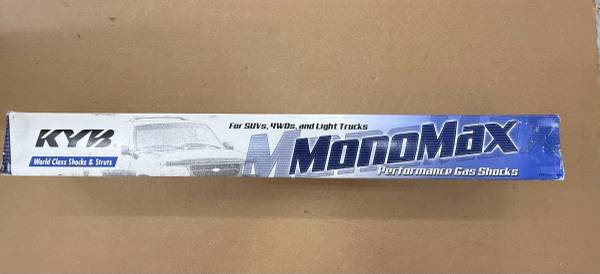 KYB
World Class Shocks & Struts
For SUVs, 4WDs, and Light Trucks
MonoMax
Performance Gas Shocks